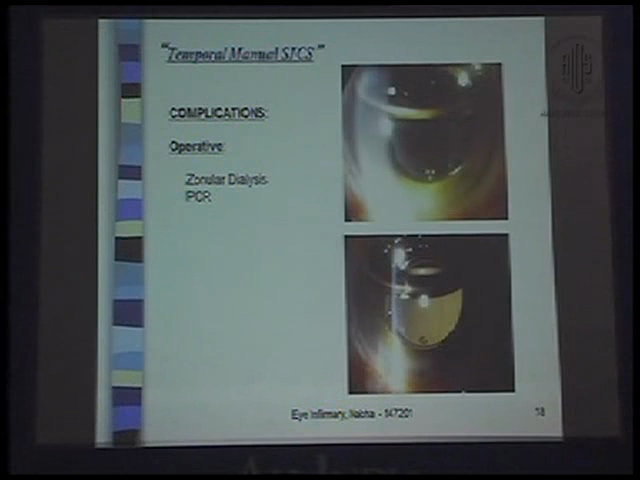 "Temporal Manual SICS"
COMPLICATIONS:
Operative:
Zonular Dialysis
PCR
Eye Infirmary, Nabha - 147201
18